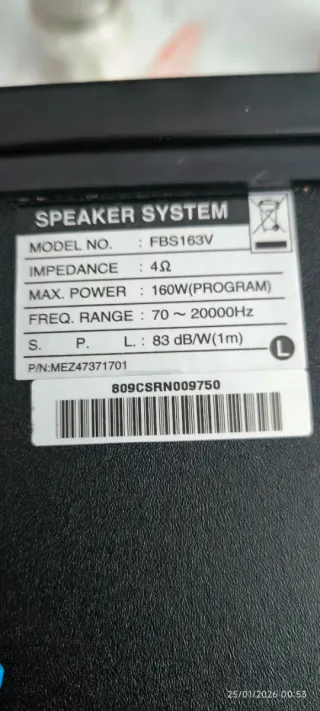 SPEAKER SYSTEM
MODEL NO. : FBS163V
IMPEDANCE : 4Ω
MAX. POWER : 160W(PROGRAM)
FREQ. RANGE : 70 ~ 20000Hz
S. P. L. : 83 dB/W(1m)
L
P/N:MEZ47371701
809CSRN009750
25/01/2026 00:53